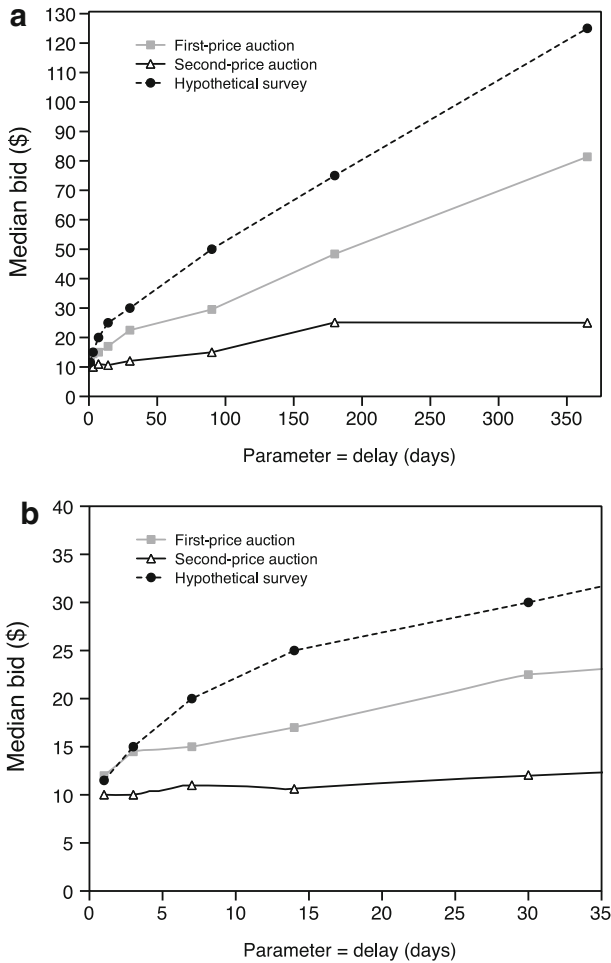 a
130
120
110
100
90
80
70
60
50
40
30
20
10
0
Median bid ($)
First-price auction
Second-price auction
Hypothetical survey
0 50 100 150 200 250 300 350
Parameter = delay (days)
b
40
35
30
25
20
15
10
5
0
Median bid ($)
First-price auction
Second-price auction
Hypothetical survey
0 5 10 15 20 25 30 35
Parameter = delay (days)